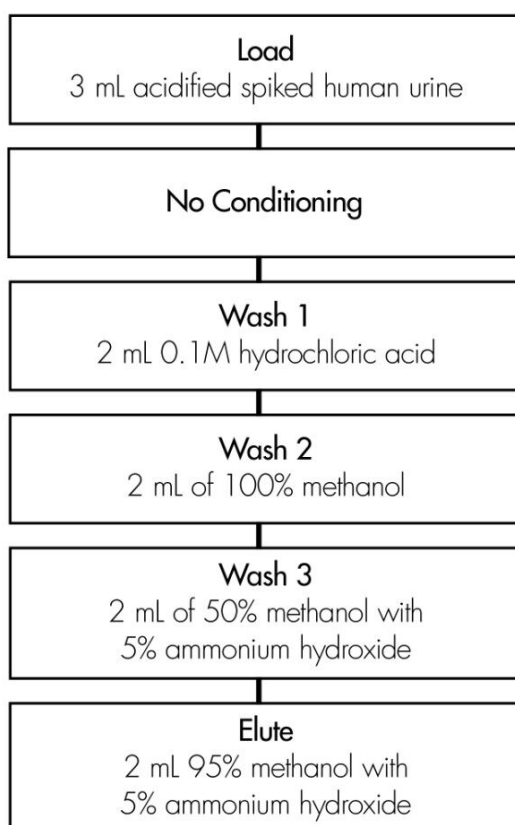 Load
3 mL acidified spiked human urine
No Conditioning
Wash 1
2 mL 0.1M hydrochloric acid
Wash 2
2 mL of 100% methanol
Wash 3
2 mL of 50% methanol with
5% ammonium hydroxide
Elute
2 mL 95% methanol with
5% ammonium hydroxide